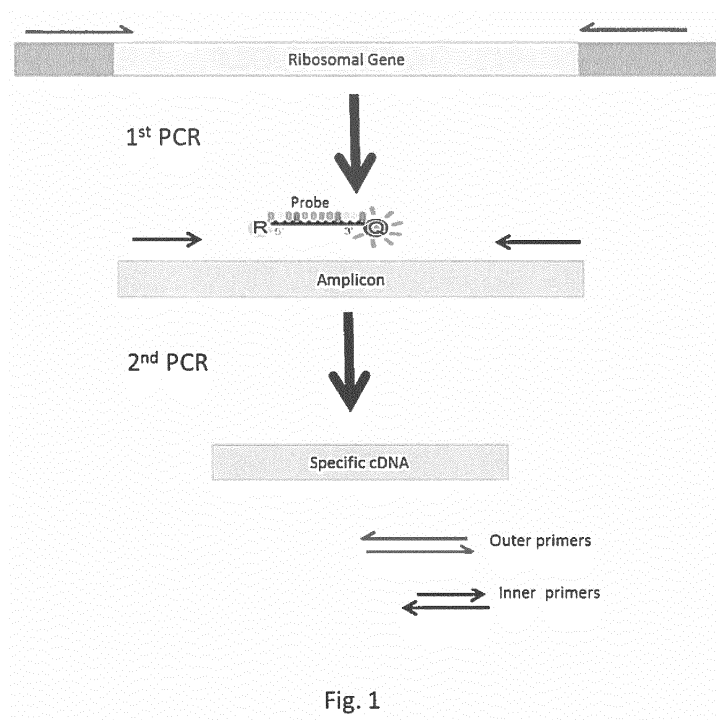 Ribosomal Gene
1st PCR
Probe
R 5' 3' Q
Amplicon
2nd PCR
Specific cDNA
Outer primers
Inner primers
Fig. 1